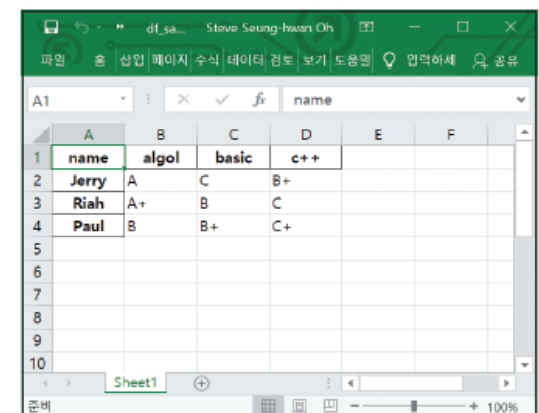 df_sa... Steve Seung-hwan Oh
파일 홈 삽입 페이지 수식 데이터 검토 보기 도움말 입력하세 공유
A1 fx name
A B C D E F
1 name algol basic c++
2 Jerry A C B+
3 Riah A+ B C
4 Paul B B+ C+
5
6
7
8
9
10
Sheet1
준비 100%